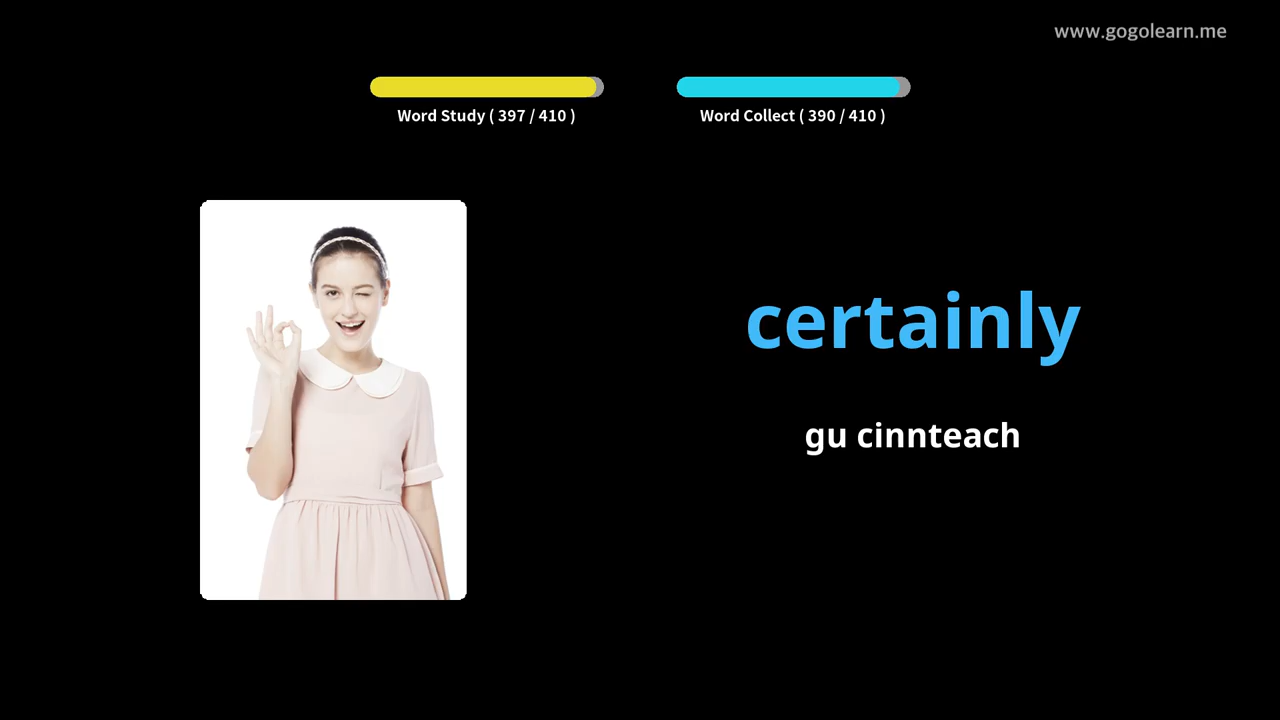 www.gogolearn.me
Word Study ( 397 / 410 )
Word Collect ( 390 / 410 )
certainly
gu cinnteach